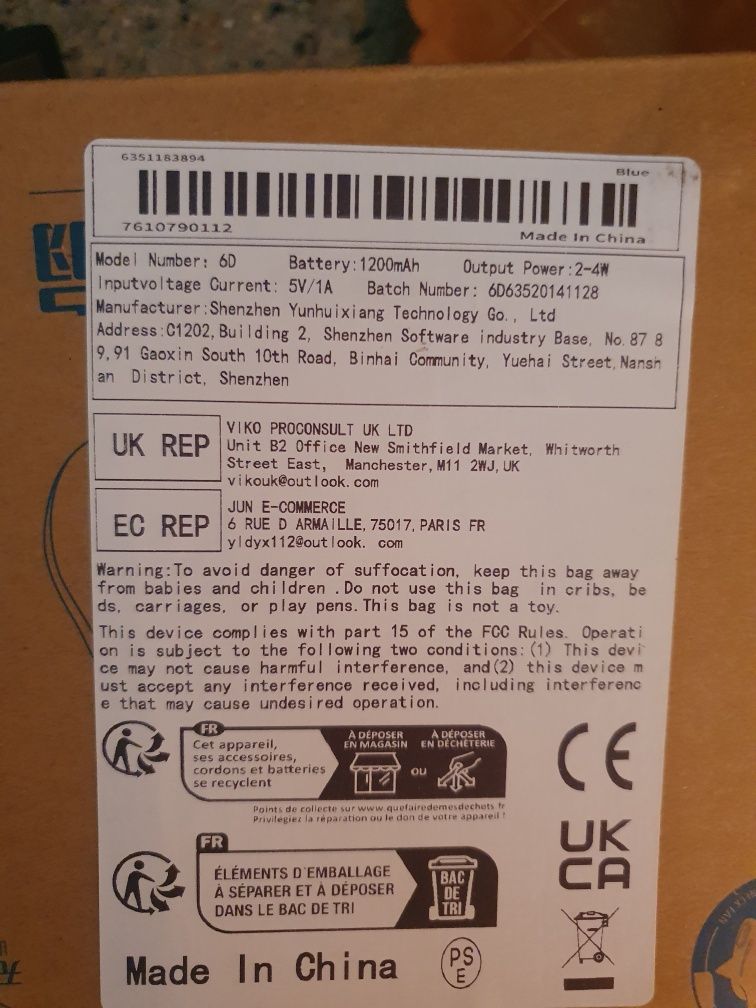 6351183894
Blue
7610790112
Made In China
Model Number: 6D Battery:1200mAh Output Power:2-4W
Inputvoltage Current: 5V/1A Batch Number: 6D63520141128
Manufacturer:Shenzhen Yunhuixiang Technology Go., Ltd
Address:C1202,Building 2, Shenzhen Software industry Base, No. 87 8
9,91 Gaoxin South 10th Road, Binhai Community, Yuehai Street,Nansh
an District, Shenzhen
UK REP
VIKO PROCONSULT UK LTD
Unit B2 Office New Smithfield Market, Whitworth
Street East, Manchester,M11 2WJ,UK
vikouk@outlook.com
EC REP
JUN E-COMMERCE
6 RUE D ARMAILLE,75017,PARIS FR
yldyx112@outlook. com
Warning:To avoid danger of suffocation, keep this bag away
from babies and children .Do not use this bag in cribs, be
ds, carriages, or play pens.This bag is not a toy.
This device complies with part 15 of the FCC Rules. Operati
on is subject to the following two conditions:(1) This devi
ce may not cause harmful interference, and(2) this device m
ust accept any interference received, including interferenc
e that may cause undesired operation.
FR
Cet appareil,
ses accessoires,
cordons et batteries
se recyclent
À DÉPOSER
EN MAGASIN
OU
À DÉPOSER
EN DÉCHÈTERIE
Points de collecte sur www.quefairedemesdechets.fr
Privilégiez la réparation ou le don de votre appareil !
CE
FR
ÉLÉMENTS D'EMBALLAGE
À SÉPARER ET À DÉPOSER
DANS LE BAC DE TRI
BAC
DE
TRI
UK
CA
Made In China
PS
E